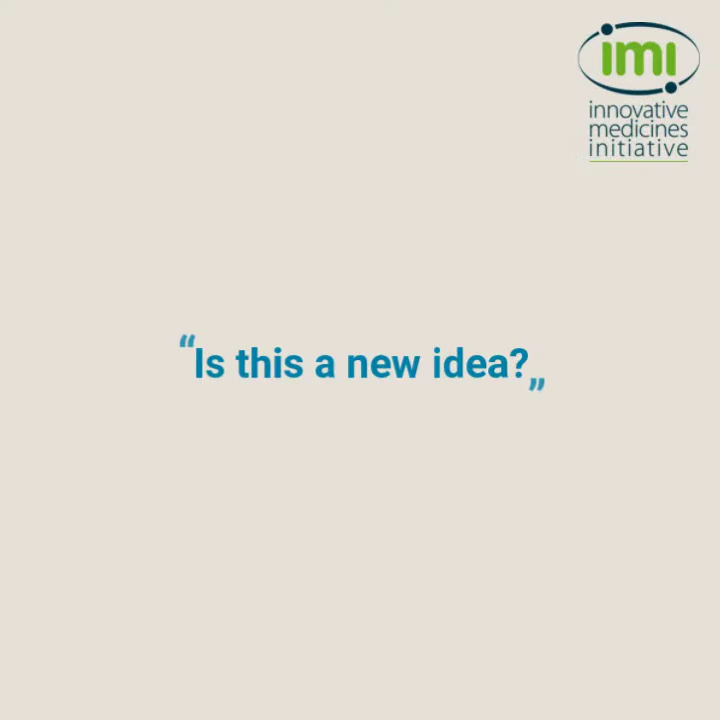 imi
innovative
medicines
initiative
“Is this a new idea?”